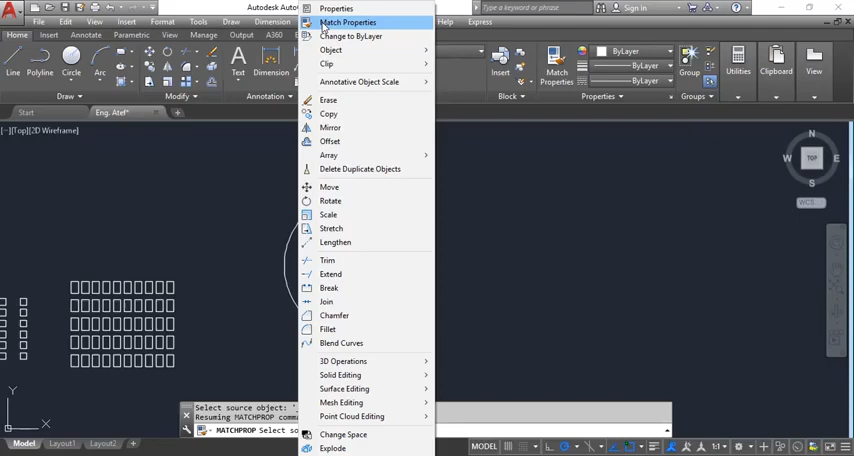 Autodesk AutoC
Type a keyword or phrase
Sign In
File Edit View Insert Format Tools Draw Dimension
Help Express
Home Insert Annotate Parametric View Manage Output A360
Line Polyline Circle Arc
Text Dimension
Draw Modify Annotation
Insert Match Properties
ByLayer
ByLayer
ByLayer
Group Utilities Clipboard View
Block Properties Groups
Start Eng. Atef*
[−][Top][2D Wireframe]
Properties
Match Properties
Change to ByLayer
Object
Clip
Annotative Object Scale
Erase
Copy
Mirror
Offset
Array
Delete Duplicate Objects
Move
Rotate
Scale
Stretch
Lengthen
Trim
Extend
Break
Join
Chamfer
Fillet
Blend Curves
3D Operations
Solid Editing
Surface Editing
Mesh Editing
Point Cloud Editing
Change Space
Explode
N
W TOP E
S
WCS
Y
X
Select source object: '_
Resuming MATCHPROP comma
MATCHPROP Select so
Model Layout1 Layout2 +
MODEL
1:1